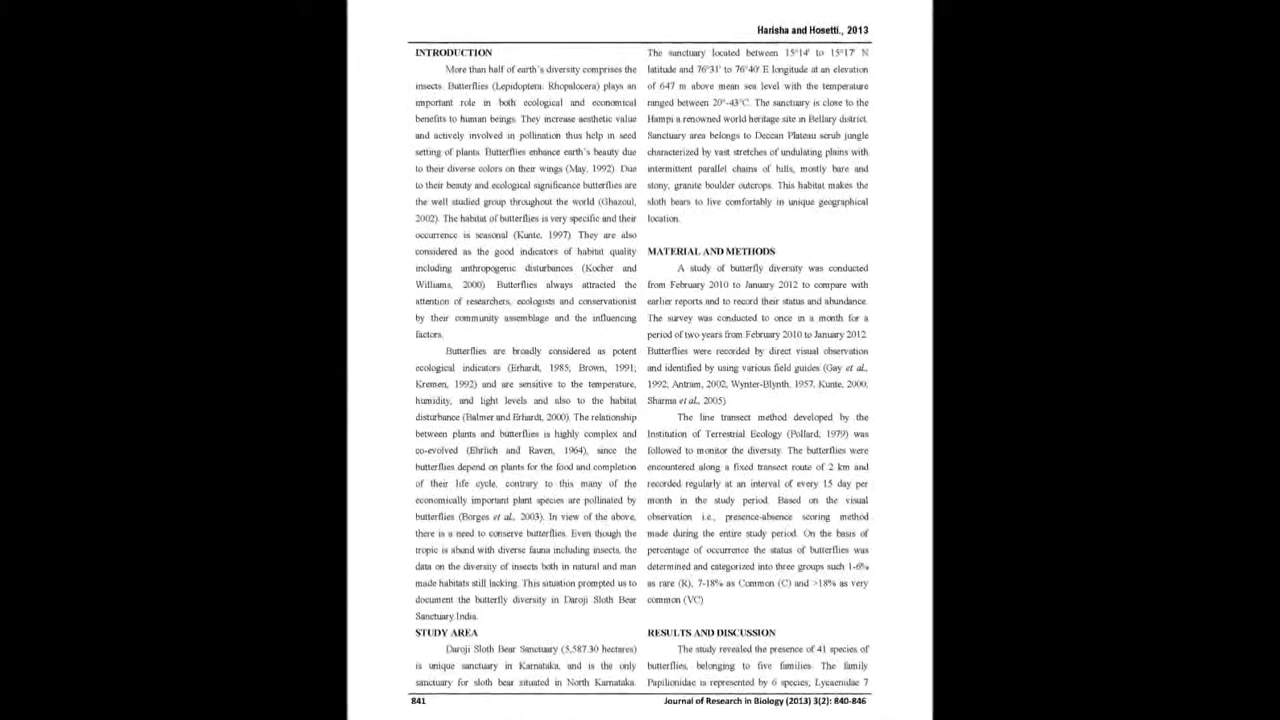 Harisha and Hosetti., 2013
INTRODUCTION
More than half of earth's diversity comprises the
insects. Butterflies (Lepidoptera: Rhopalocera) plays an
important role in both ecological and economical
benefits to human beings. They increase aesthetic value
and actively involved in pollination thus help in seed
setting of plants. Butterflies enhance earth's beauty due
to their diverse colors on their wings (May, 1992). Due
to their beauty and ecological significance butterflies are
the well studied group throughout the world (Ghazoul,
2002). The habitat of butterflies is very specific and their
occurrence is seasonal (Kunte, 1997). They are also
considered as the good indicators of habitat quality
including anthropogenic disturbances (Kocher and
Williams, 2000). Butterflies always attracted the
attention of researchers, ecologists and conservationist
by their community assemblage and the influencing
factors.
Butterflies are broadly considered as potent
ecological indicators (Erhardt, 1985; Brown, 1991;
Kremen, 1992) and are sensitive to the temperature,
humidity, and light levels and also to the habitat
disturbance (Balmer and Erhardt, 2000). The relationship
between plants and butterflies is highly complex and
co-evolved (Ehrlich and Raven, 1964), since the
butterflies depend on plants for the food and completion
of their life cycle, contrary to this many of the
economically important plant species are pollinated by
butterflies (Borges et al., 2003). In view of the above,
there is a need to conserve butterflies. Even though the
tropic is abund with diverse fauna including insects, the
data on the diversity of insects both in natural and man
made habitats still lacking. This situation prompted us to
document the butterfly diversity in Daroji Sloth Bear
Sanctuary.India.
STUDY AREA
Daroji Sloth Bear Sanctuary (5,587.30 hectares)
is unique sanctuary in Karnataka, and is the only
sanctuary for sloth bear situated in North Karnataka.
The sanctuary located between 15°14' to 15°17' N
latitude and 76°31' to 76°40' E longitude at an elevation
of 647 m above mean sea level with the temperature
ranged between 20°-43°C. The sanctuary is close to the
Hampi a renowned world heritage site in Bellary district.
Sanctuary area belongs to Deccan Plateau scrub jungle
characterized by vast stretches of undulating plains with
intermittent parallel chains of hills, mostly bare and
stony, granite boulder outcrops. This habitat makes the
sloth bears to live comfortably in unique geographical
location.
MATERIAL AND METHODS
A study of butterfly diversity was conducted
from February 2010 to January 2012 to compare with
earlier reports and to record their status and abundance.
The survey was conducted to once in a month for a
period of two years from February 2010 to January 2012.
Butterflies were recorded by direct visual observation
and identified by using various field guides (Gay et al.,
1992; Antram, 2002, Wynter-Blynth, 1957, Kunte, 2000;
Sharma et al., 2005)
The line transect method developed by the
Institution of Terrestrial Ecology (Pollard, 1979) was
followed to monitor the diversity. The butterflies were
encountered along a fixed transect route of 2 km and
recorded regularly at an interval of every 15 day per
month in the study period. Based on the visual
observation i.e., presence-absence scoring method
made during the entire study period. On the basis of
percentage of occurrence the status of butterflies was
determined and categorized into three groups such 1-6%
as rare (R), 7-18% as Common (C) and >18% as very
common (VC)
RESULTS AND DISCUSSION
The study revealed the presence of 41 species of
butterflies, belonging to five families. The family
Papilionidae is represented by 6 species, Lycaenidae 7
841
Journal of Research in Biology (2013) 3(2): 840-846